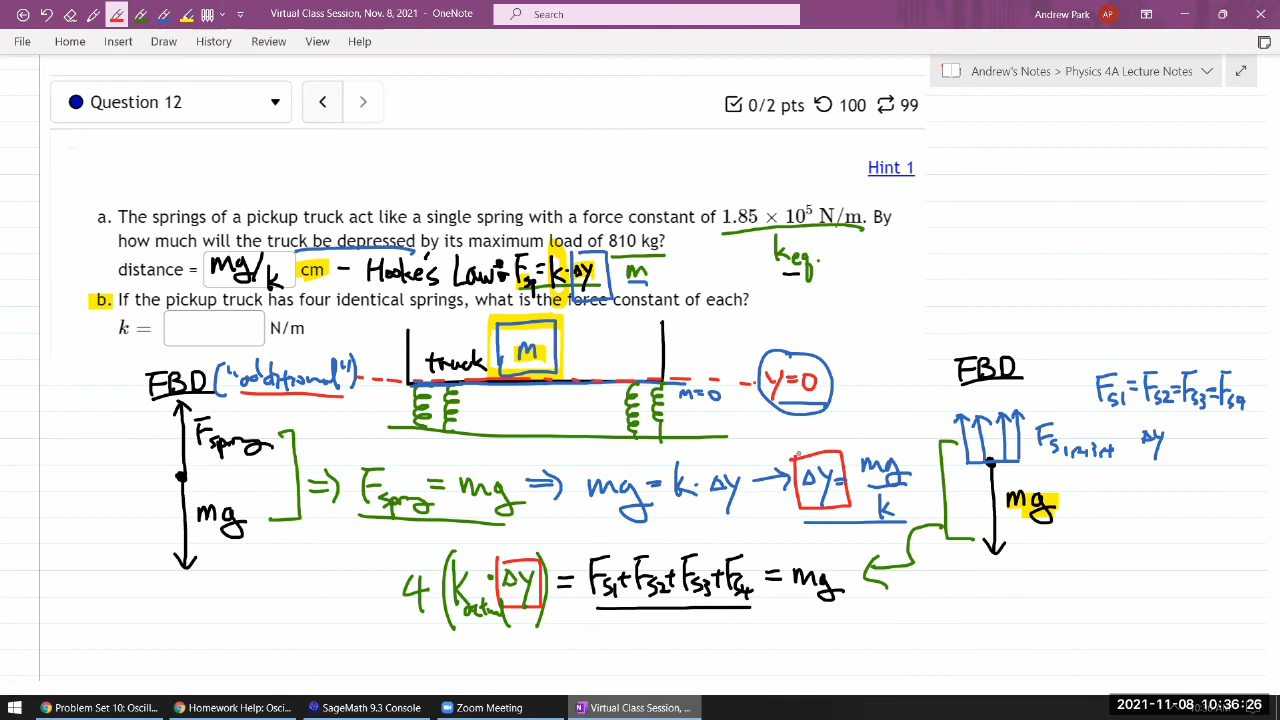 Virtual Class Session, Nov. 8, 2021 - OneNote
Search
Andrew Park
AP
File Home Insert Draw History Review View Help
Andrew's Notes > Physics 4A Lecture Notes
Question 12
0/2 pts 100 99
Hint 1
a. The springs of a pickup truck act like a single spring with a force constant of 1.85 × 10⁵ N/m. By
how much will the truck be depressed by its maximum load of 810 kg?
keq.
distance = mg/k cm - Hooke's Law: Fsp = k·Δy m
b. If the pickup truck has four identical springs, what is the force constant of each?
k = N/m
truck M
FBD ("additional") y=0
m=0
FBD
Fs1=Fs2=Fs3=Fs4
Fspring
Δy
⇒ Fspring = mg ⇒ mg = k·Δy → Δy = mg/k
mg
mg
4(k·Δy) = Fs1+Fs2+Fs3+Fs4 = mg
Problem Set 10: Oscill...
Homework Help: Osci...
SageMath 9.3 Console
Zoom Meeting
Virtual Class Session, ...
2021-11-08 10:36:26